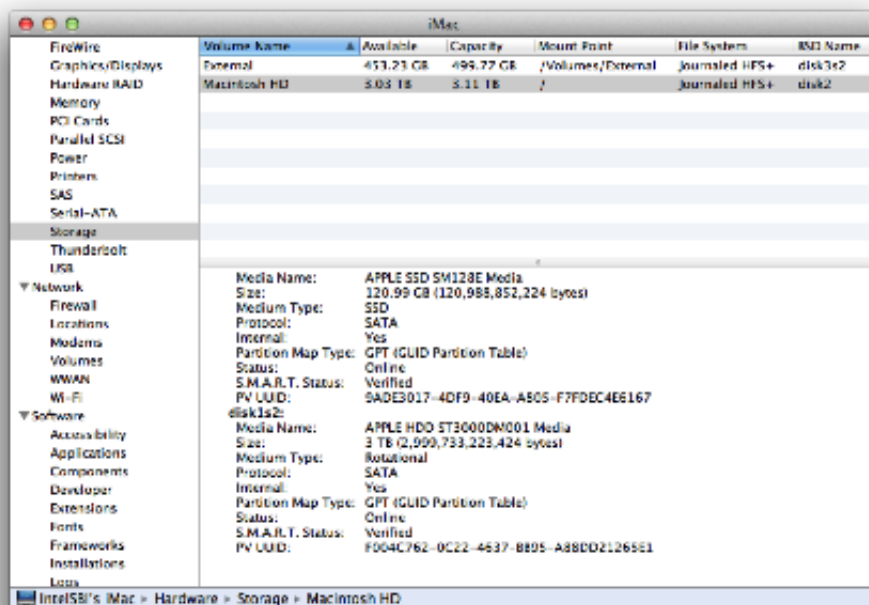 iMac
FireWire
Graphics/Displays
Hardware RAID
Memory
PCI Cards
Parallel SCSI
Power
Printers
SAS
Serial-ATA
Storage
Thunderbolt
USB
Network
Firewall
Locations
Modems
Volumes
WWAN
Wi-Fi
Software
Accessibility
Applications
Components
Developer
Extensions
Fonts
Frameworks
Installations
Logs
Volume Name Available Capacity Mount Point File System BSD Name
External 453.23 GB 499.77 GB /Volumes/External Journaled HFS+ disk3s2
Macintosh HD 3.03 TB 3.11 TB / Journaled HFS+ disk2
Media Name: APPLE SSD SM128E Media
Size: 120.99 GB (120,988,852,224 bytes)
Medium Type: SSD
Protocol: SATA
Internal: Yes
Partition Map Type: GPT (GUID Partition Table)
Status: Online
S.M.A.R.T. Status: Verified
PV UUID: 9ADE3017-4DF9-40EA-A505-F7FDEC4E6167
disk1s2:
Media Name: APPLE HDD ST3000DM001 Media
Size: 3 TB (2,999,733,223,424 bytes)
Medium Type: Rotational
Protocol: SATA
Internal: Yes
Partition Map Type: GPT (GUID Partition Table)
Status: Online
S.M.A.R.T. Status: Verified
PV UUID: F004C762-0C22-4637-8B95-A88DD21265E1
IntelSBi's iMac ▸ Hardware ▸ Storage ▸ Macintosh HD